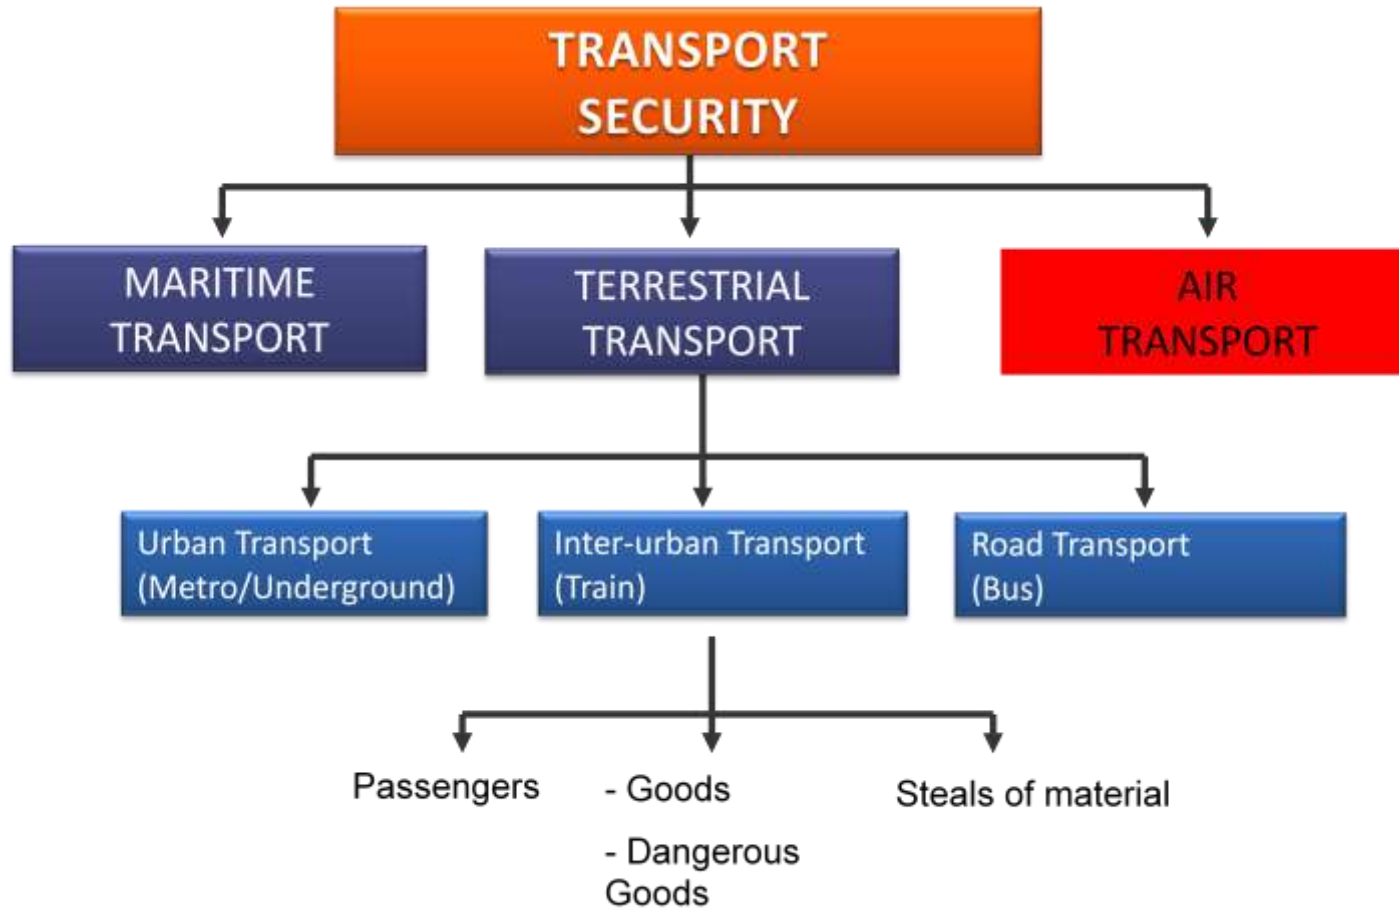 TRANSPORT
SECURITY
MARITIME
TRANSPORT
TERRESTRIAL
TRANSPORT
AIR
TRANSPORT
Urban Transport
(Metro/Underground)
Inter-urban Transport
(Train)
Road Transport
(Bus)
Passengers
- Goods
- Dangerous
Goods
Steals of material